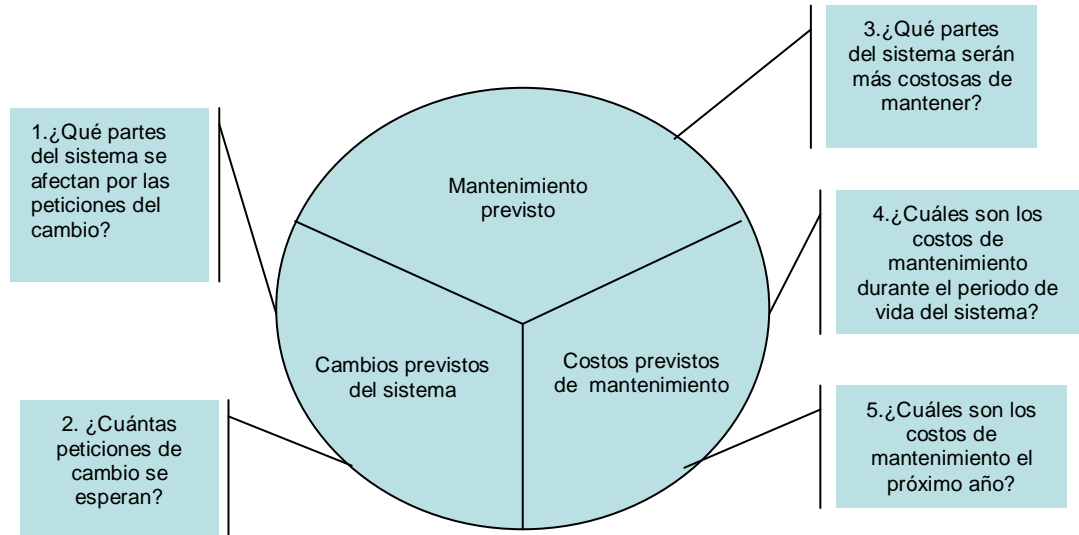 1.¿Qué partes
del sistema se
afectan por las
peticiones del
cambio?
2. ¿Cuántas
peticiones de
cambio se
esperan?
Mantenimiento
previsto
Cambios previstos
del sistema
Costos previstos
de mantenimiento
3.¿Qué partes
del sistema serán
más costosas de
mantener?
4.¿Cuáles son los
costos de
mantenimiento
durante el periodo de
vida del sistema?
5.¿Cuáles son los
costos de
mantenimiento el
próximo año?